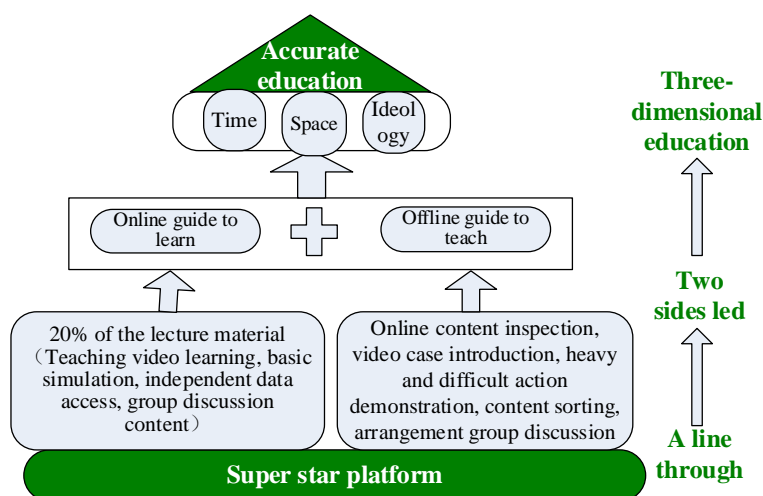 Accurate
education
Time
Space
Ideol
ogy
Three-
dimensional
education
Online guide to
learn
Offline guide to
teach
Two
sides led
20% of the lecture material
（Teaching video learning, basic
simulation, independent data
access, group discussion
content）
Online content inspection,
video case introduction, heavy
and difficult action
demonstration, content sorting,
arrangement group discussion
A line
through
Super star platform